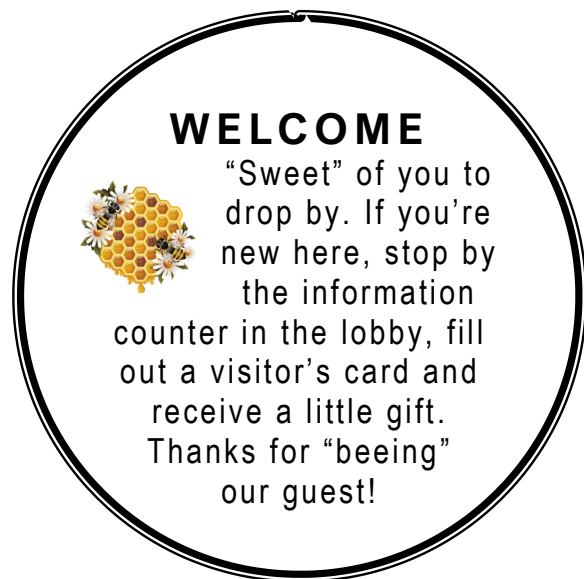 WELCOME
“Sweet” of you to
drop by. If you’re
new here, stop by
the information
counter in the lobby, fill
out a visitor’s card and
receive a little gift.
Thanks for “beeing”
our guest!